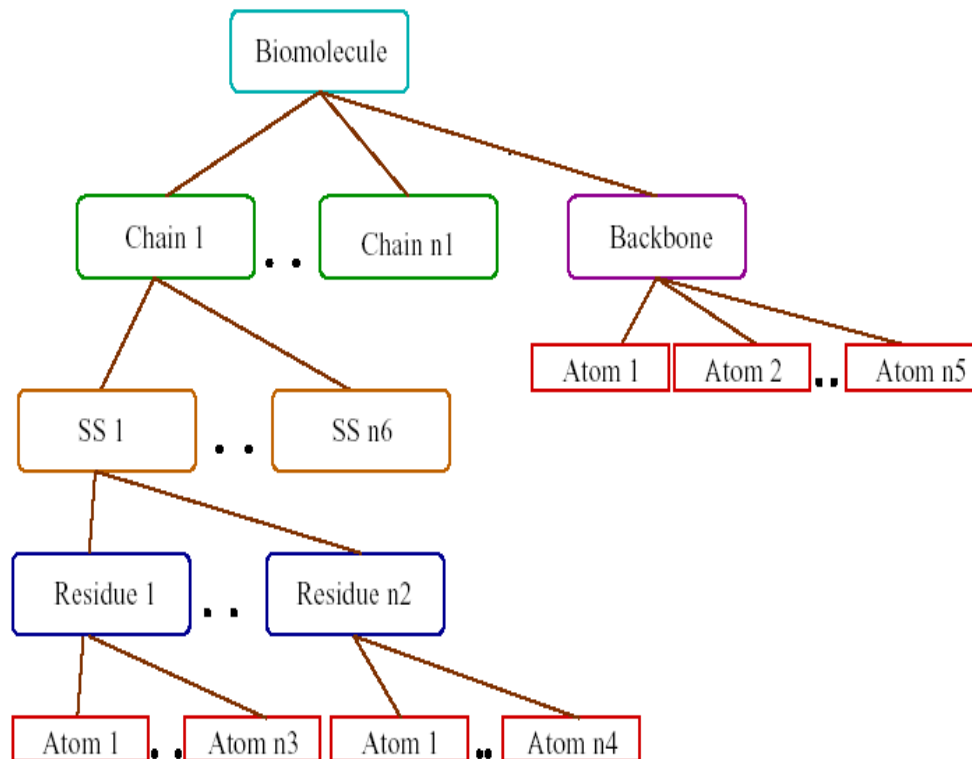 Biomolecule
Chain 1
Chain n1
Backbone
Atom 1
Atom 2
Atom n5
SS 1
SS n6
Residue 1
Residue n2
Atom 1
Atom n3
Atom 1
Atom n4